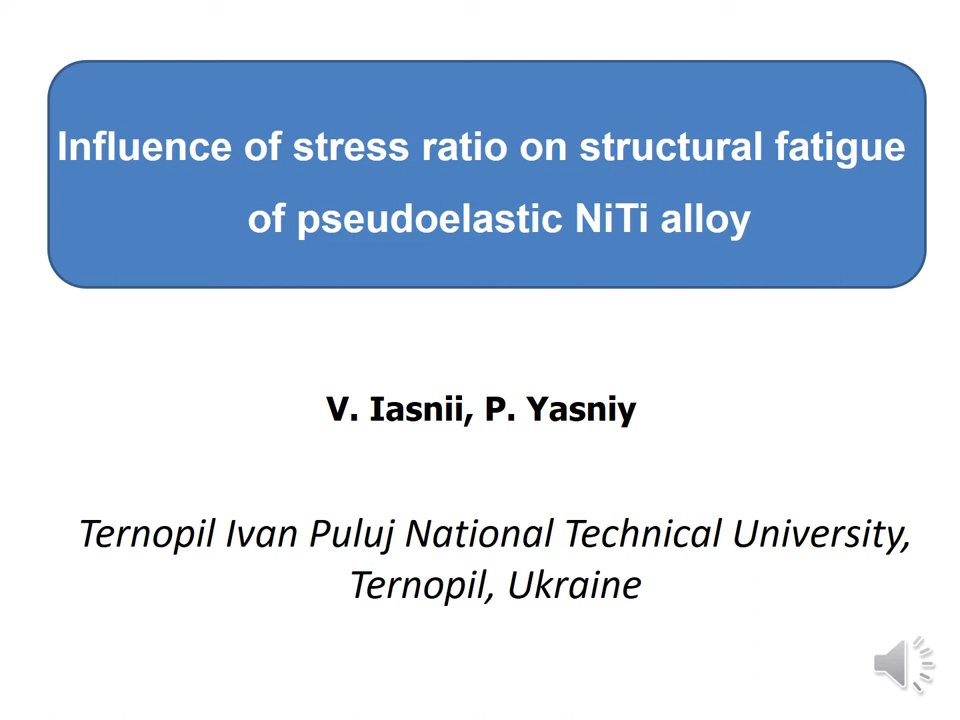 Influence of stress ratio on structural fatigue
of pseudoelastic NiTi alloy
V. Iasnii, P. Yasniy
Ternopil Ivan Puluj National Technical University,
Ternopil, Ukraine